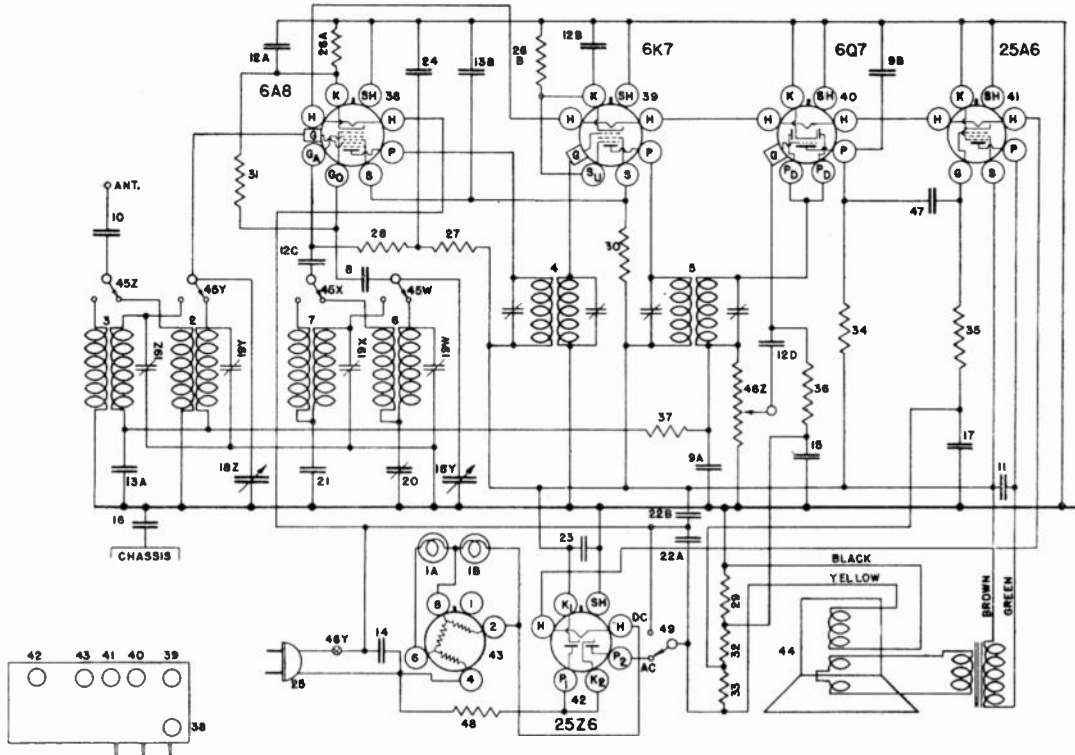 12A
26A
24
13B
26B
12B
6K7
6Q7
9B
25A6
6A8
K
SH
38
K
SH
39
K
SH
40
K
SH
41
H
H
H
H
H
H
H
H
G
P
G
P
G
P
P
GA
GO
S
SU
S
PD
PD
G
S
31
ANT.
10
28
27
47
12C
8
30
4
5
45Z
45Y
45X
45W
3
2
7
6
34
35
19Z
19Y
19X
19W
12D
46Z
36
37
13A
18Z
21
20
18Y
9A
15
17
11
16
CHASSIS
22B
22A
23
1A
1B
BLACK
YELLOW
BROWN
GREEN
8
1
2
6
4
43
K1
SH
H
H
DC
49
AC
P2
P1
K2
42
29
32
33
44
46Y
14
25
48
25Z6
42
43
41
40
39
38